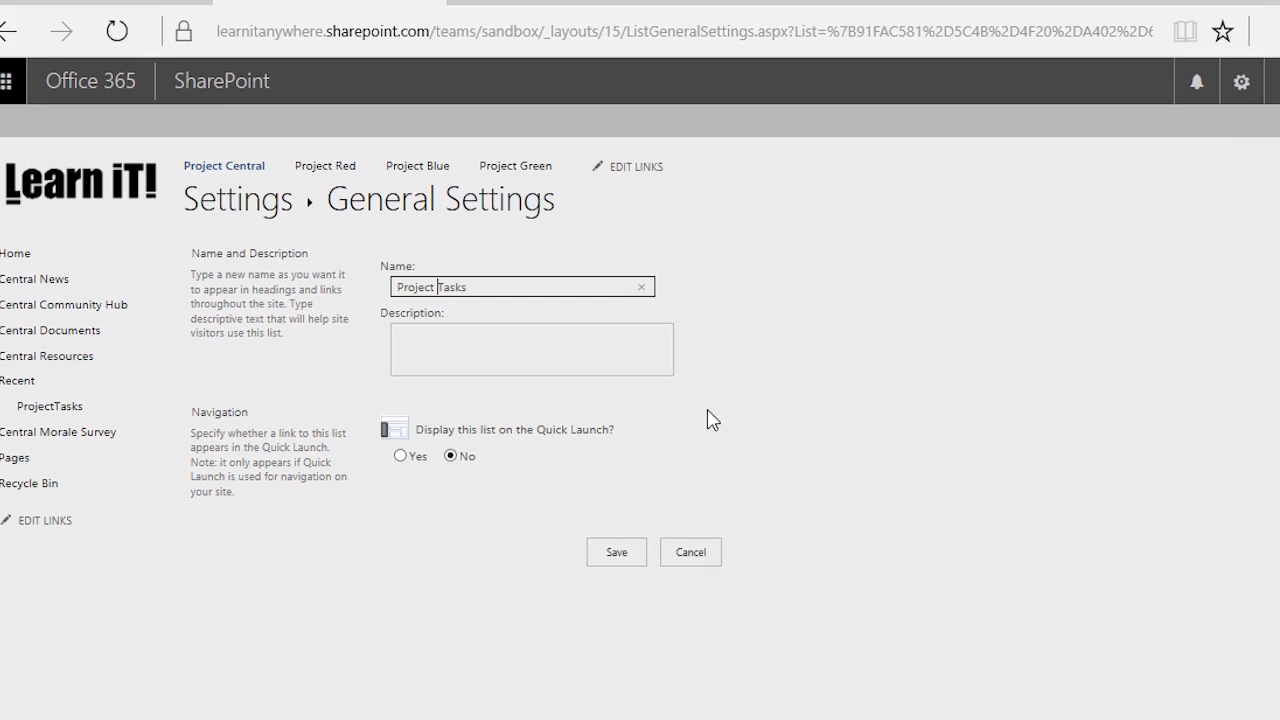 learnitanywhere.sharepoint.com/teams/sandbox/_layouts/15/ListGeneralSettings.aspx?List=%7B91FAC581%2D5C4B%2D4F20%2DA402%2D6
Office 365
SharePoint
Learn iT!
Project Central
Project Red
Project Blue
Project Green
EDIT LINKS
Settings ▸ General Settings
Home
Central News
Central Community Hub
Central Documents
Central Resources
Recent
ProjectTasks
Central Morale Survey
Pages
Recycle Bin
EDIT LINKS
Name and Description
Type a new name as you want it
to appear in headings and links
throughout the site. Type
descriptive text that will help site
visitors use this list.
Name:
Project Tasks
Description:
Navigation
Specify whether a link to this list
appears in the Quick Launch.
Note: it only appears if Quick
Launch is used for navigation on
your site.
Display this list on the Quick Launch?
Yes
No
Save
Cancel